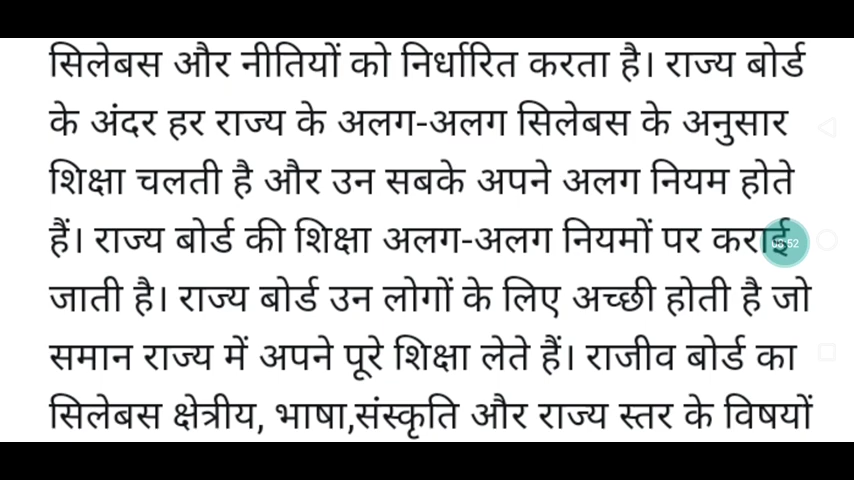 सिलेबस और नीतियों को निर्धारित करता है। राज्य बोर्ड
के अंदर हर राज्य के अलग-अलग सिलेबस के अनुसार
शिक्षा चलती है और उन सबके अपने अलग नियम होते
हैं। राज्य बोर्ड की शिक्षा अलग-अलग नियमों पर कराई
जाती है। राज्य बोर्ड उन लोगों के लिए अच्छी होती है जो
समान राज्य में अपने पूरे शिक्षा लेते हैं। राजीव बोर्ड का
सिलेबस क्षेत्रीय, भाषा,संस्कृति और राज्य स्तर के विषयों